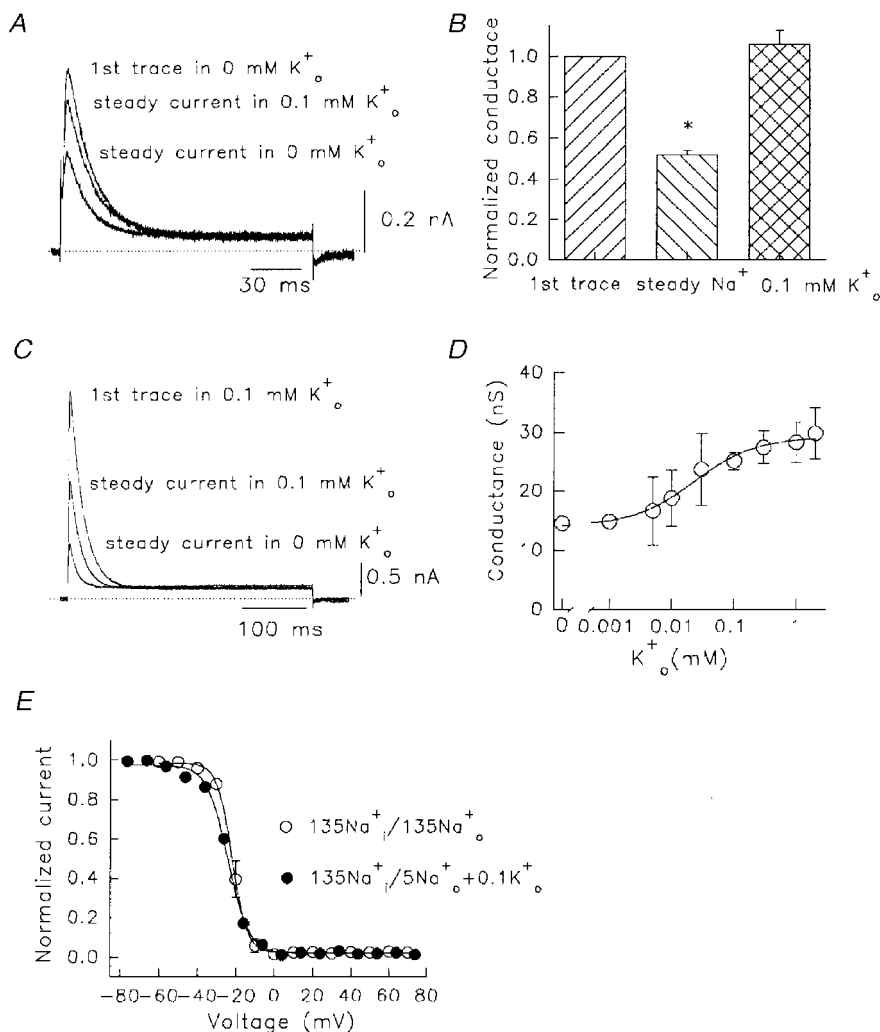 A
1st trace in 0 mM K⁺ₒ
steady current in 0.1 mM K⁺ₒ
steady current in 0 mM K⁺ₒ
0.2 nA
30 ms
B
Normalized conductace
1.0
0.8
0.6
0.4
0.2
0.0
*
1st trace steady Na⁺ 0.1 mM K⁺ₒ
C
1st trace in 0.1 mM K⁺ₒ
steady current in 0.1 mM K⁺ₒ
steady current in 0 mM K⁺ₒ
0.5 nA
100 ms
D
Conductance (nS)
40
30
20
10
0
0 0.001 0.01 0.1 1
K⁺ₒ(mM)
E
Normalized current
1.0
0.8
0.6
0.4
0.2
0.0
135Na⁺ᵢ/135Na⁺ₒ
135Na⁺ᵢ/5Na⁺ₒ+0.1K⁺ₒ
−80 −60 −40 −20 0 20 40 60 80
Voltage (mV)